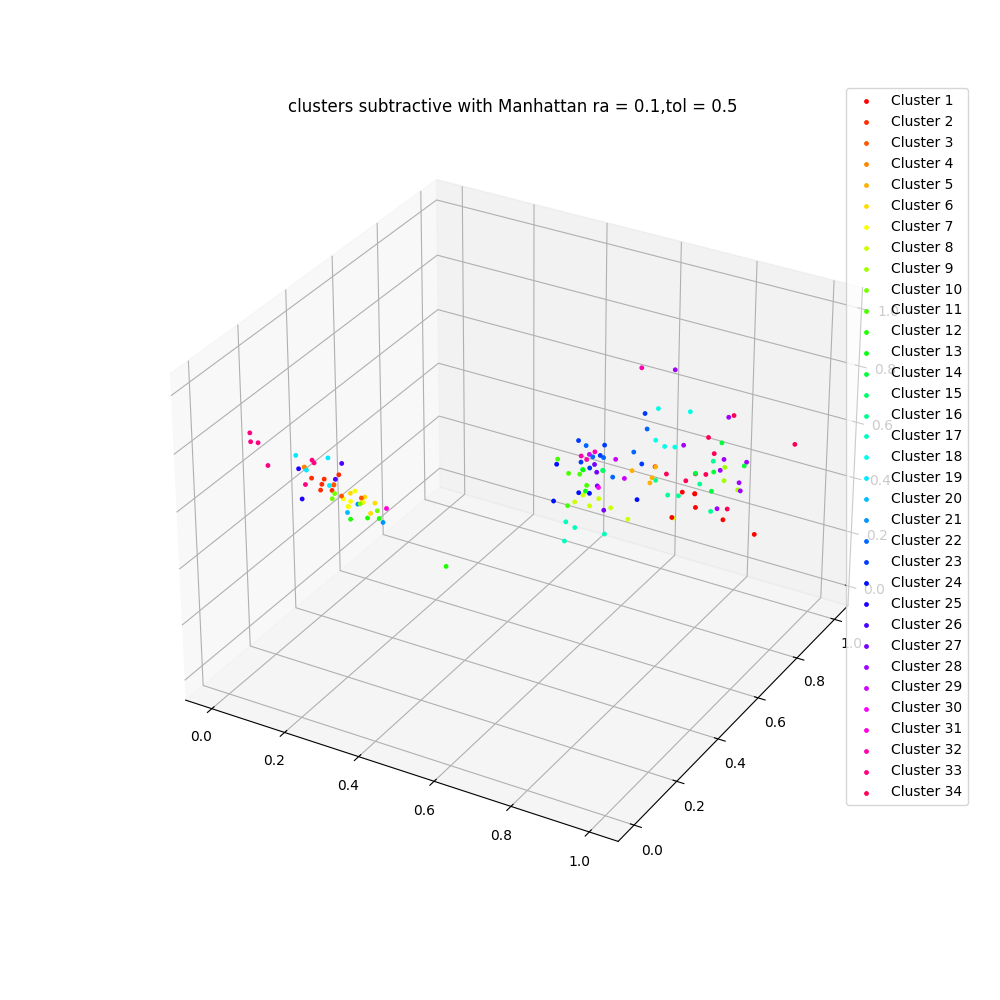 clusters subtractive with Manhattan ra = 0.1,tol = 0.5
Cluster 1
Cluster 2
Cluster 3
Cluster 4
Cluster 5
Cluster 6
Cluster 7
Cluster 8
Cluster 9
Cluster 10
Cluster 11
Cluster 12
Cluster 13
Cluster 14
Cluster 15
Cluster 16
Cluster 17
Cluster 18
Cluster 19
Cluster 20
Cluster 21
Cluster 22
Cluster 23
Cluster 24
Cluster 25
Cluster 26
Cluster 27
Cluster 28
Cluster 29
Cluster 30
Cluster 31
Cluster 32
Cluster 33
Cluster 34
1.0
0.8
0.6
0.4
0.2
0.0
1.0
0.8
0.6
0.4
0.2
0.0
0.0
0.2
0.4
0.6
0.8
1.0